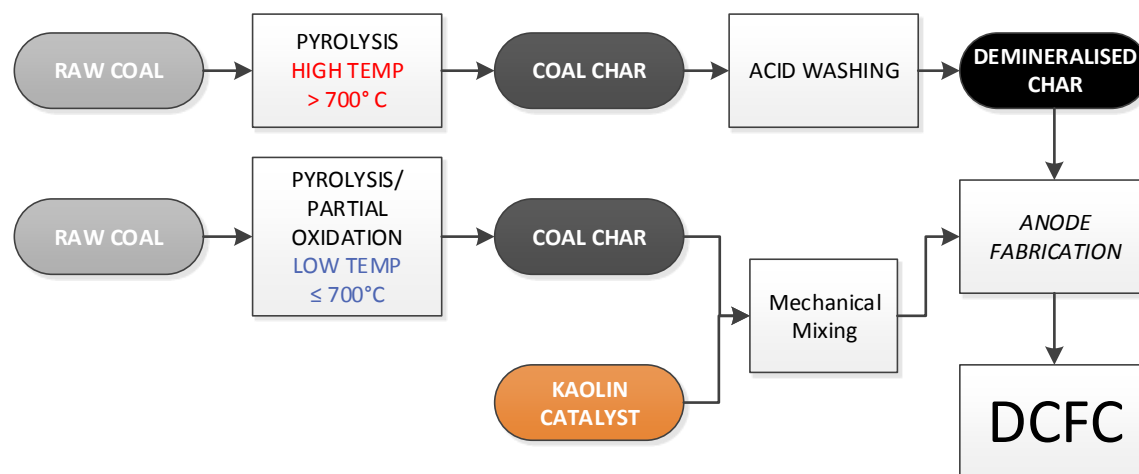 RAW COAL
PYROLYSIS
HIGH TEMP
> 700° C
COAL CHAR
ACID WASHING
DEMINERALISED
CHAR
RAW COAL
PYROLYSIS/
PARTIAL
OXIDATION
LOW TEMP
≤ 700°C
COAL CHAR
KAOLIN
CATALYST
Mechanical
Mixing
ANODE
FABRICATION
DCFC